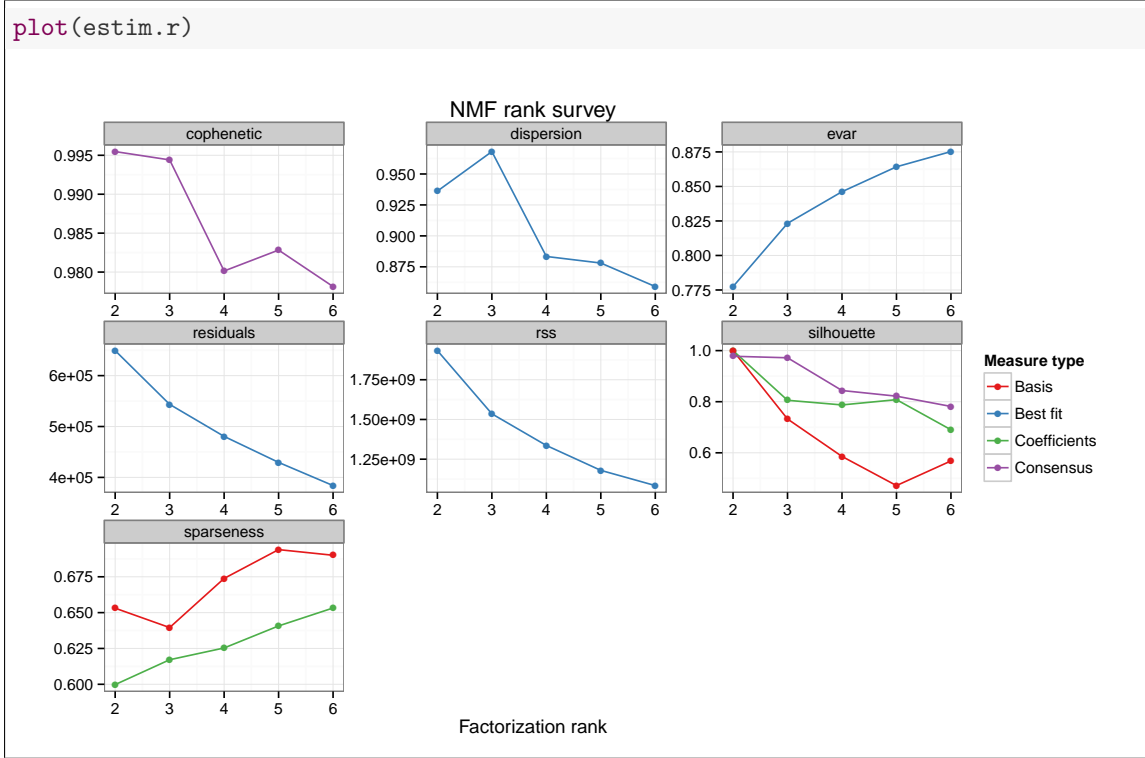 plot(estim.r)
NMF rank survey
cophenetic dispersion evar
0.995
0.990
0.985
0.980
2 3 4 5 6
0.950
0.925
0.900
0.875
2 3 4 5 6
0.875
0.850
0.825
0.800
0.775
2 3 4 5 6
residuals rss silhouette
6e+05
5e+05
4e+05
2 3 4 5 6
1.75e+09
1.50e+09
1.25e+09
2 3 4 5 6
1.0
0.8
0.6
2 3 4 5 6
Measure type
Basis
Best fit
Coefficients
Consensus
sparseness
0.675
0.650
0.625
0.600
2 3 4 5 6
Factorization rank